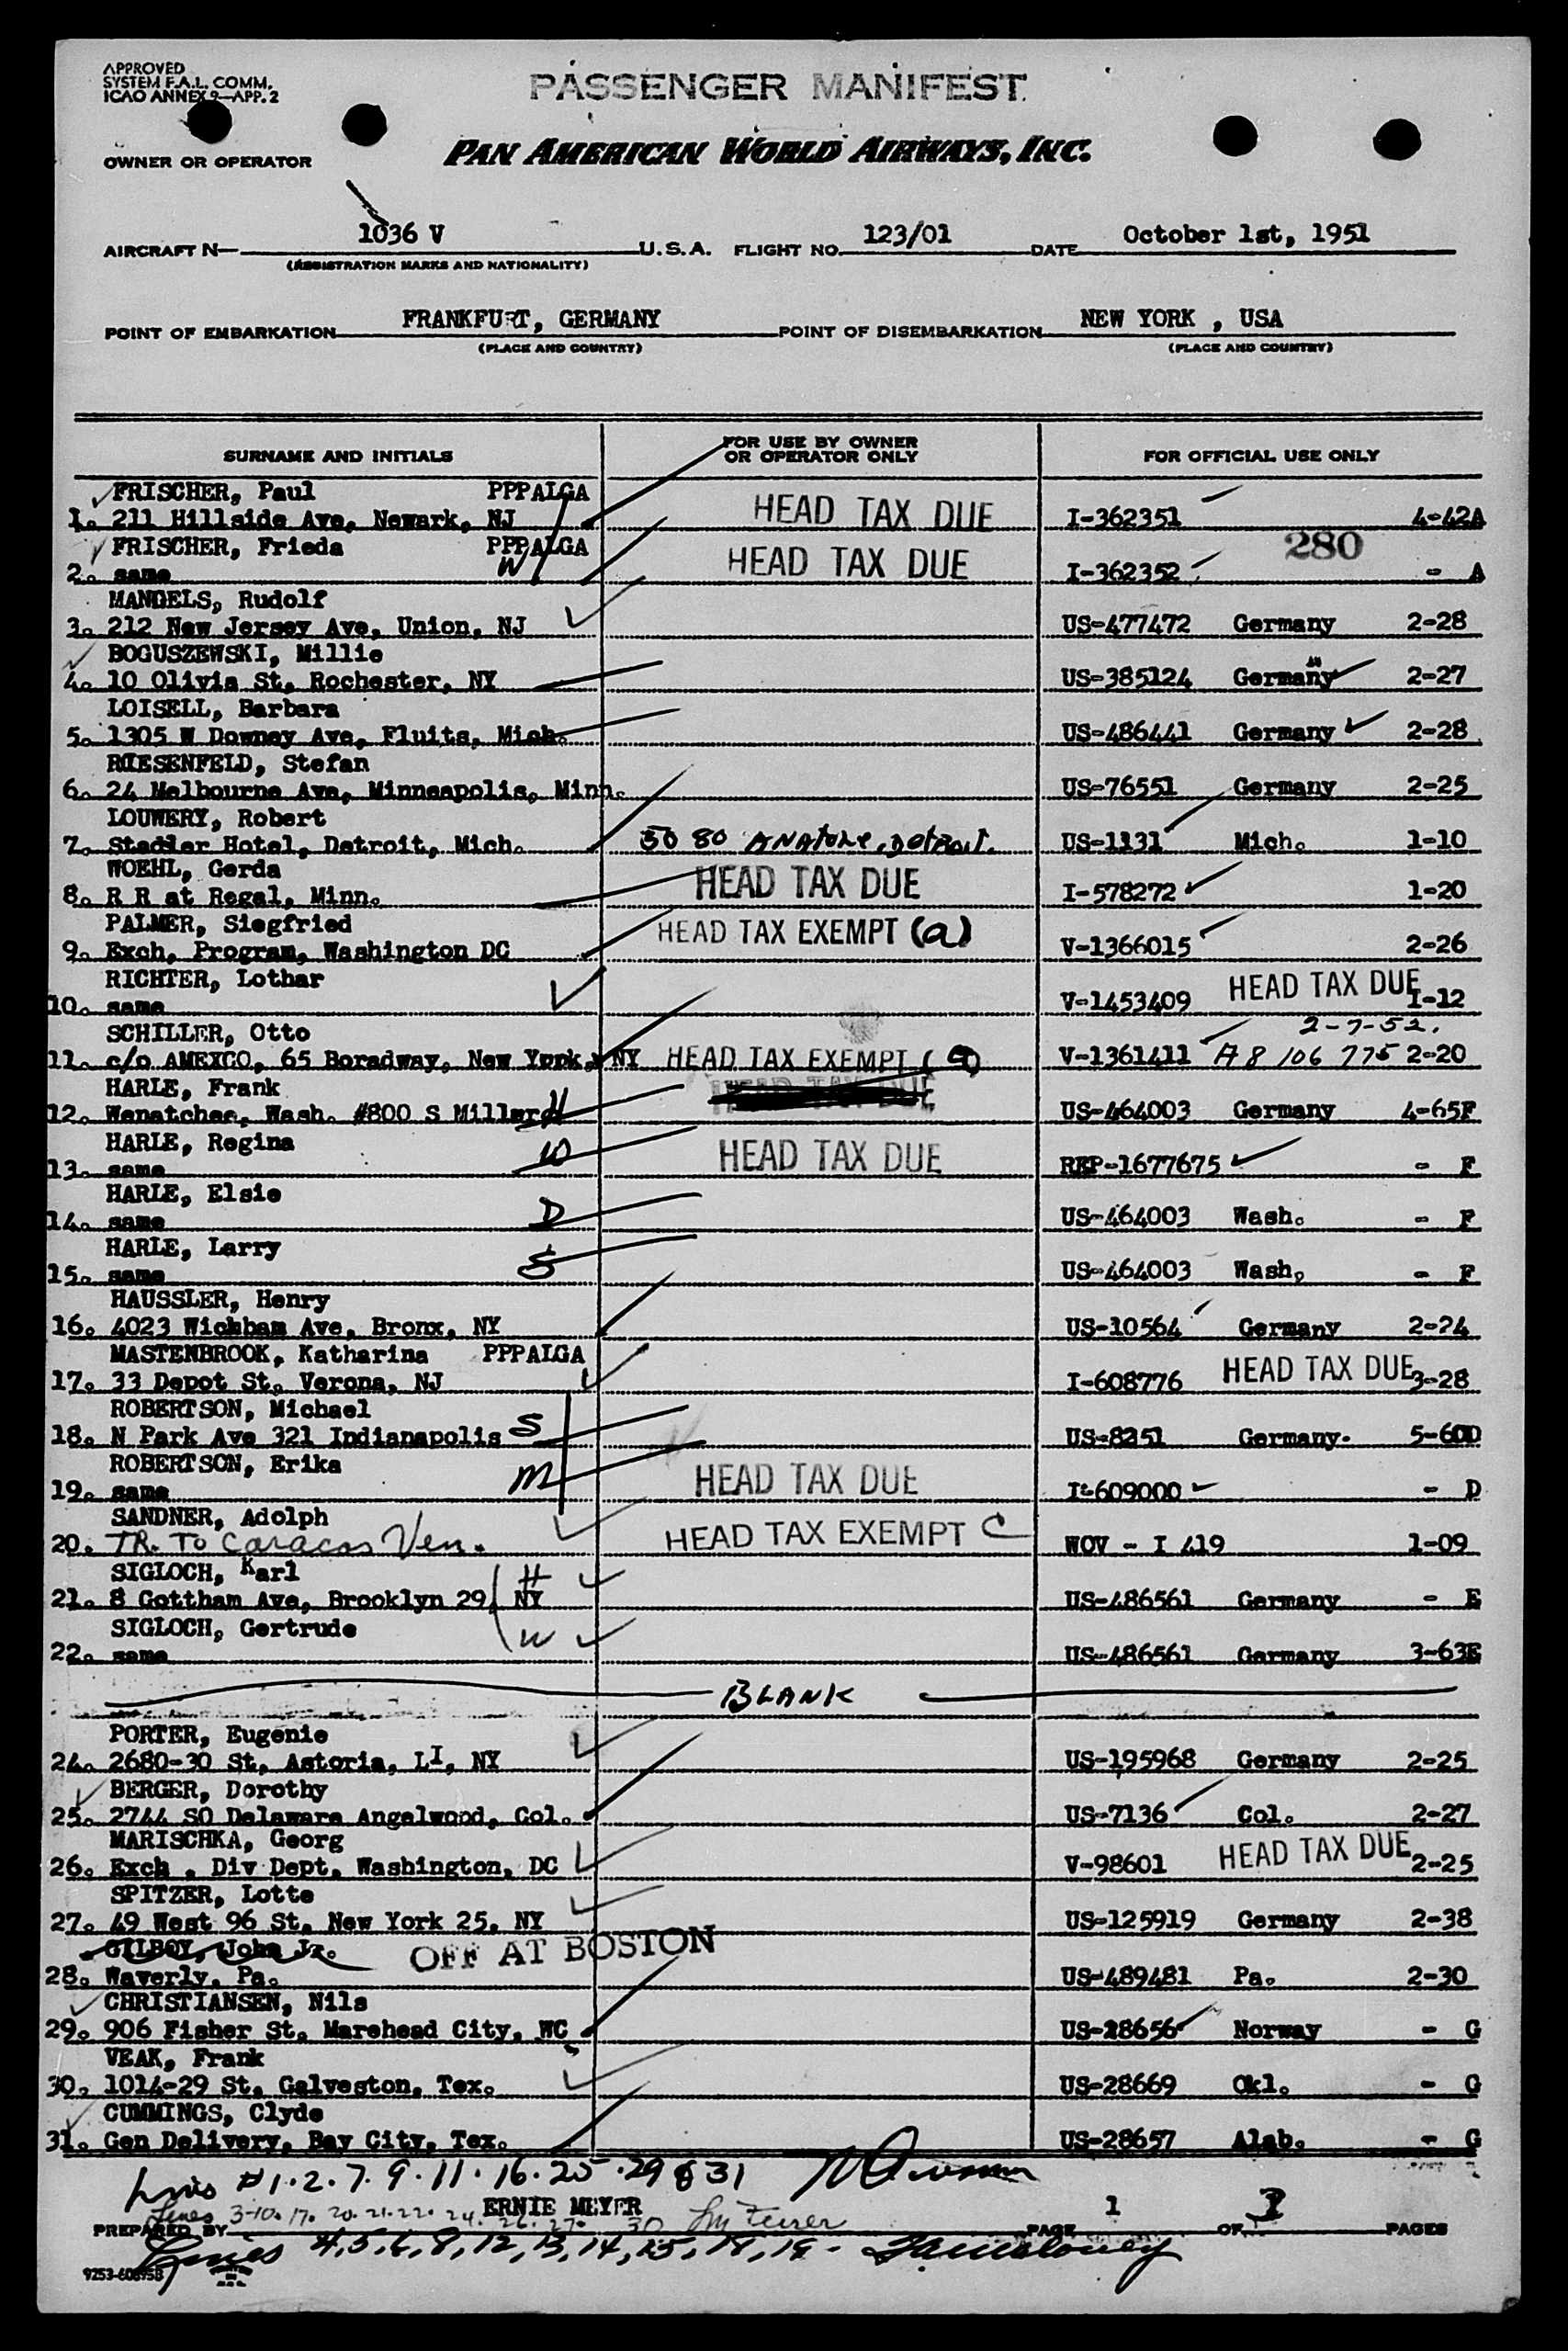 APPROVED
SYSTEM F.A.L. COMM.
ICAO ANNEX 9—APP. 2
PASSENGER MANIFEST
OWNER OR OPERATOR PAN AMERICAN WORLD AIRWAYS, INC.
AIRCRAFT N— 1036 V U.S.A. FLIGHT NO. 123/01 DATE October 1st, 1951
(REGISTRATION MARKS AND NATIONALITY)
POINT OF EMBARKATION FRANKFURT, GERMANY POINT OF DISEMBARKATION NEW YORK , USA
(PLACE AND COUNTRY) (PLACE AND COUNTRY)
SURNAME AND INITIALS FOR USE BY OWNER OR OPERATOR ONLY FOR OFFICIAL USE ONLY
FRISCHER, Paul PPPALGA
1. 211 Hillside Ave, Newark, NJ HEAD TAX DUE I-362351 4-42A
FRISCHER, Frieda PPPALGA 280
2. same W HEAD TAX DUE I-362352 - A
MANDELS, Rudolf
3. 212 New Jersey Ave, Union, NJ US-477472 Germany 2-28
BOGUSZEWSKI, Millie
4. 10 Olivia St, Rochester, NY US-385124 Germany 2-27
LOISELL, Barbara
5. 1305 W Downey Ave, Fluits, Mich. US-486441 Germany 2-28
RIESENFELD, Stefan
6. 24 Melbourne Ave, Minneapolis, Minn. US-76551 Germany 2-25
LOUWERY, Robert
7. Stadler Hotel, Detroit, Mich. 5080 Anatole, Detroit. US-1131 Mich. 1-10
WOEHL, Gerda
8. R R at Regal, Minn. HEAD TAX DUE I-578272 1-20
PALMER, Siegfried
9. Exch, Program, Washington DC HEAD TAX EXEMPT (a) V-1366015 2-26
RICHTER, Lothar
10. same V-1453409 HEAD TAX DUE 1-12
SCHILLER, Otto 2-7-52.
11. c/o AMEXCO, 65 Boradway, New York, NY HEAD TAX EXEMPT V-1361411 A8 106 775 2-20
HARLE, Frank HEAD TAX DUE
12. Wenatchee, Wash. #800 S Miller H US-464003 Germany 4-65F
HARLE, Regina
13. same W HEAD TAX DUE REP-1677675 - F
HARLE, Elsie
14. same D US-464003 Wash. - F
HARLE, Larry
15. same S US-464003 Wash, - F
HAUSSLER, Henry
16. 4023 Wickham Ave, Bronx, NY US-10564 Germany 2-24
MASTENBROOK, Katharina PPPALGA
17. 33 Depot St, Verona, NJ I-608776 HEAD TAX DUE 3-28
ROBERTSON, Michael
18. N Park Ave 321 Indianapolis S US-8251 Germany. 5-60D
ROBERTSON, Erika
19. same M HEAD TAX DUE I-609000 - D
SANDNER, Adolph
20. TR. To Caracas Ven. HEAD TAX EXEMPT C WOV - I 419 1-09
SIGLOCH, Karl
21. 8 Gottham Ave, Brooklyn 29, NY H US-486561 Germany - E
SIGLOCH, Gertrude
22. same W US-486561 Germany 3-63E
BLANK
PORTER, Eugenie
24. 2680-30 St, Astoria, LI, NY US-195968 Germany 2-25
BERGER, Dorothy
25. 2744 SO Delaware Angelwood, Col. US-7136 Col. 2-27
MARISCHKA, Georg
26. Exch . Div Dept, Washington, DC V-98601 HEAD TAX DUE 2-25
SPITZER, Lotte
27. 49 West 96 St, New York 25, NY US-125919 Germany 2-38
GILBOY, John Jr. OFF AT BOSTON
28. Waverly, Pa. US-489481 Pa. 2-30
CHRISTIANSEN, Nils
29. 906 Fisher St, Marehead City, NC US-28656 Norway - G
VEAK, Frank
30. 1014-29 St, Galveston, Tex. US-28669 Okl. - G
CUMMINGS, Clyde
31. Gen Delivery, Bay City, Tex. US-28657 Alab. - G
Lines #1.2.7.9.11.16.25.29 & 31
Lines 3-10. 17. 20. 21. 22. 24. 26. 27. 30
PREPARED BY ERNIE MEYER PAGE 1 OF PAGES
Lines 4,5,6,8,12,13,14,15,18,19 -